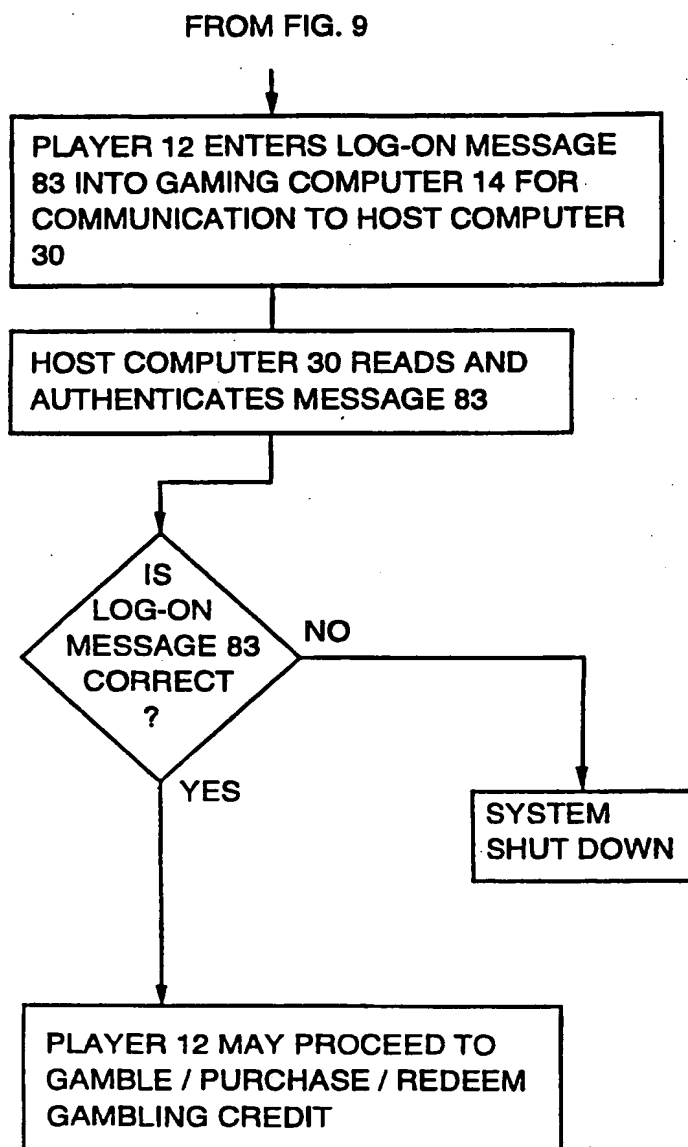 FROM FIG. 9
PLAYER 12 ENTERS LOG-ON MESSAGE
83 INTO GAMING COMPUTER 14 FOR
COMMUNICATION TO HOST COMPUTER
30
HOST COMPUTER 30 READS AND
AUTHENTICATES MESSAGE 83
IS
LOG-ON
MESSAGE 83
CORRECT
?
NO
YES
SYSTEM
SHUT DOWN
PLAYER 12 MAY PROCEED TO
GAMBLE / PURCHASE / REDEEM
GAMBLING CREDIT